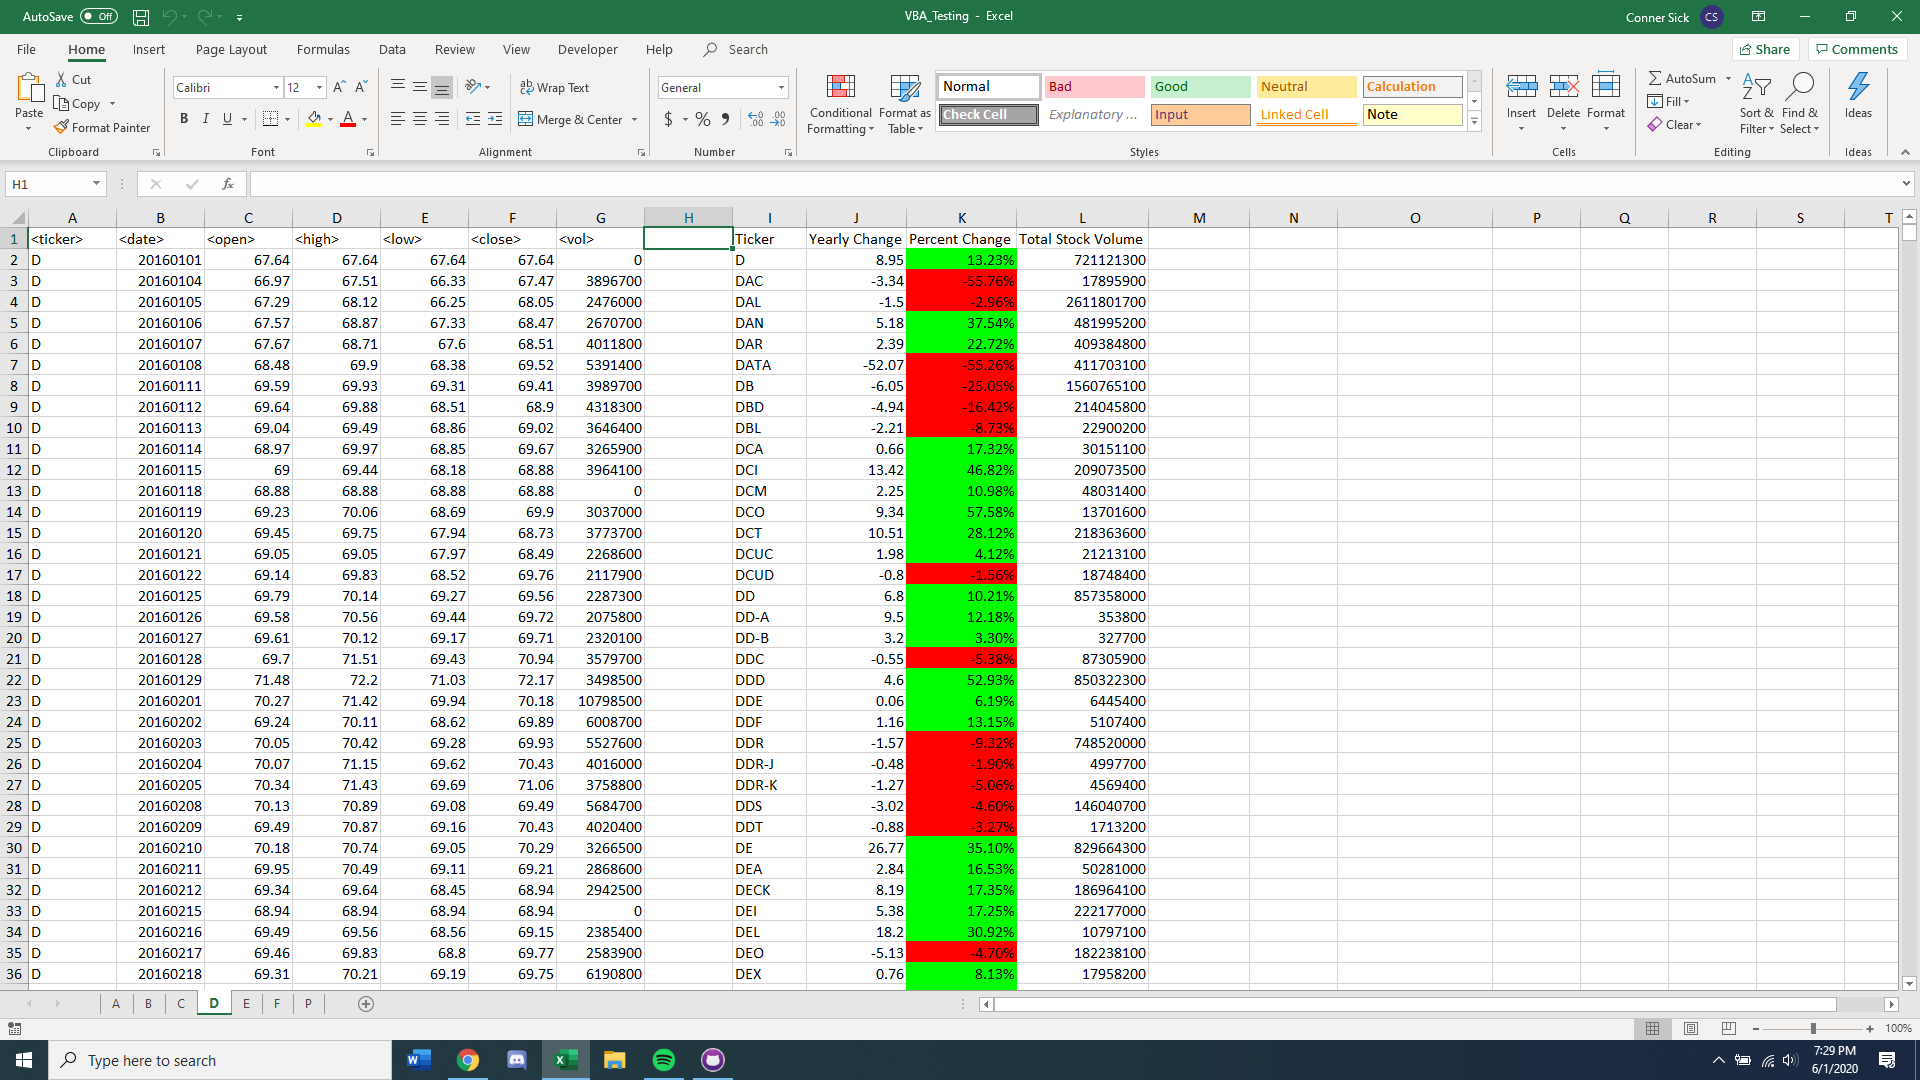 AutoSave Off VBA_Testing - Excel Conner Sick CS
File Home Insert Page Layout Formulas Data Review View Developer Help Search Share Comments
Paste Cut Copy Format Painter Clipboard
Calibri 12 A A B I U A Font
Wrap Text Merge & Center Alignment
General $ % Number
Conditional Formatting Format as Table Normal Bad Good Neutral Calculation
Check Cell Explanatory ... Input Linked Cell Note Styles
Insert Delete Format Cells
AutoSum Fill Clear Sort & Filter Find & Select Editing
Ideas Ideas
H1 fx
A B C D E F G H I J K L M N O P Q R S T
1 <ticker> <date> <open> <high> <low> <close> <vol> Ticker Yearly Change Percent Change Total Stock Volume
2 D 20160101 67.64 67.64 67.64 67.64 0 D 8.95 13.23% 721121300
3 D 20160104 66.97 67.51 66.33 67.47 3896700 DAC -3.34 -55.76% 17895900
4 D 20160105 67.29 68.12 66.25 68.05 2476000 DAL -1.5 -2.96% 2611801700
5 D 20160106 67.57 68.87 67.33 68.47 2670700 DAN 5.18 37.54% 481995200
6 D 20160107 67.67 68.71 67.6 68.51 4011800 DAR 2.39 22.72% 409384800
7 D 20160108 68.48 69.9 68.38 69.52 5391400 DATA -52.07 -55.26% 411703100
8 D 20160111 69.59 69.93 69.31 69.41 3989700 DB -6.05 -25.05% 1560765100
9 D 20160112 69.64 69.88 68.51 68.9 4318300 DBD -4.94 -16.42% 214045800
10 D 20160113 69.04 69.49 68.86 69.02 3646400 DBL -2.21 -8.73% 22900200
11 D 20160114 68.97 69.97 68.85 69.67 3265900 DCA 0.66 17.32% 30151100
12 D 20160115 69 69.44 68.18 68.88 3964100 DCI 13.42 46.82% 209073500
13 D 20160118 68.88 68.88 68.88 68.88 0 DCM 2.25 10.98% 48031400
14 D 20160119 69.23 70.06 68.69 69.9 3037000 DCO 9.34 57.58% 13701600
15 D 20160120 69.45 69.75 67.94 68.73 3773700 DCT 10.51 28.12% 218363600
16 D 20160121 69.05 69.05 67.97 68.49 2268600 DCUC 1.98 4.12% 21213100
17 D 20160122 69.14 69.83 68.52 69.76 2117900 DCUD -0.8 -1.56% 18748400
18 D 20160125 69.79 70.14 69.27 69.56 2287300 DD 6.8 10.21% 857358000
19 D 20160126 69.58 70.56 69.44 69.72 2075800 DD-A 9.5 12.18% 353800
20 D 20160127 69.61 70.12 69.17 69.71 2320100 DD-B 3.2 3.30% 327700
21 D 20160128 69.7 71.51 69.43 70.94 3579700 DDC -0.55 -5.38% 87305900
22 D 20160129 71.48 72.2 71.03 72.17 3498500 DDD 4.6 52.93% 850322300
23 D 20160201 70.27 71.42 69.94 70.18 10798500 DDE 0.06 6.19% 6445400
24 D 20160202 69.24 70.11 68.62 69.89 6008700 DDF 1.16 13.15% 5107400
25 D 20160203 70.05 70.42 69.28 69.93 5527600 DDR -1.57 -9.32% 748520000
26 D 20160204 70.07 71.15 69.62 70.43 4016000 DDR-J -0.48 -1.90% 4997700
27 D 20160205 70.34 71.43 69.69 71.06 3758800 DDR-K -1.27 -5.06% 4569400
28 D 20160208 70.13 70.89 69.08 69.49 5684700 DDS -3.02 -4.60% 146040700
29 D 20160209 69.49 70.87 69.16 70.43 4020400 DDT -0.88 -3.27% 1713200
30 D 20160210 70.18 70.74 69.05 70.29 3266500 DE 26.77 35.10% 829664300
31 D 20160211 69.95 70.49 69.11 69.21 2868600 DEA 2.84 16.53% 50281000
32 D 20160212 69.34 69.64 68.45 68.94 2942500 DECK 8.19 17.35% 186964100
33 D 20160215 68.94 68.94 68.94 68.94 0 DEI 5.38 17.25% 222177000
34 D 20160216 69.49 69.56 68.56 69.15 2385400 DEL 18.2 30.92% 10797100
35 D 20160217 69.46 69.83 68.8 69.77 2583900 DEO -5.13 -4.70% 182238100
36 D 20160218 69.31 70.21 69.19 69.75 6190800 DEX 0.76 8.13% 17958200
A B C D E F P
100%
Type here to search
7:29 PM
6/1/2020